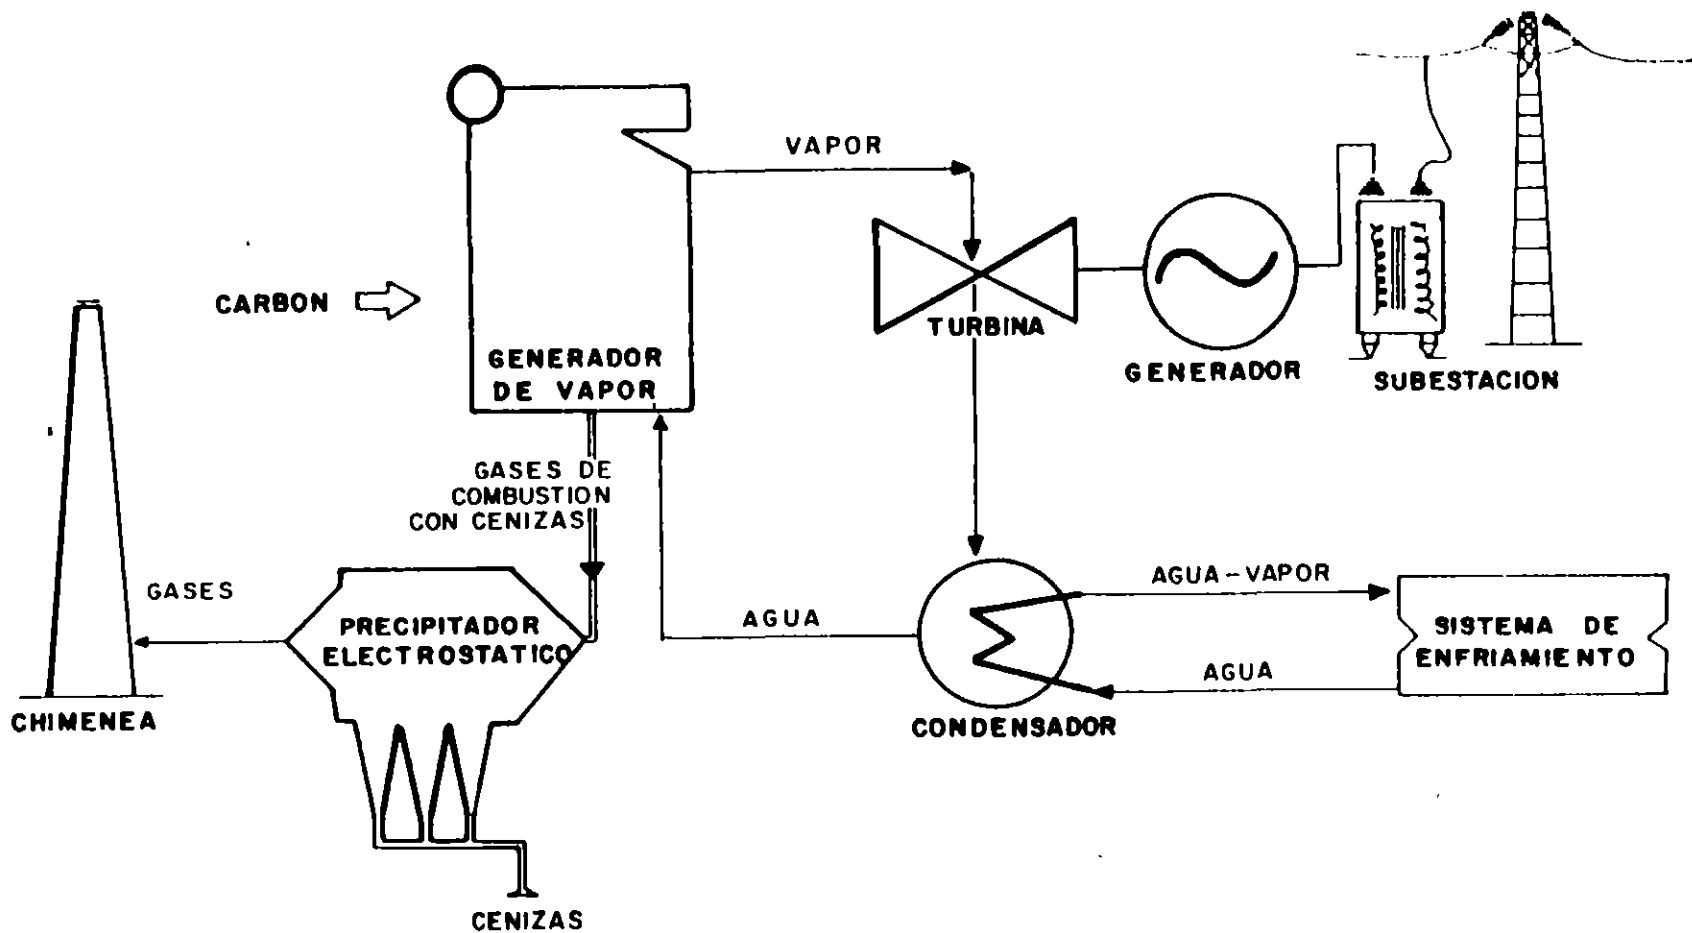 VAPOR
CARBON
GENERADOR
DE VAPOR
TURBINA
GENERADOR
SUBESTACION
GASES DE
COMBUSTION
CON CENIZAS
GASES
PRECIPITADOR
ELECTROSTATICO
CHIMENEA
CENIZAS
AGUA
CONDENSADOR
AGUA-VAPOR
AGUA
SISTEMA DE
ENFRIAMIENTO